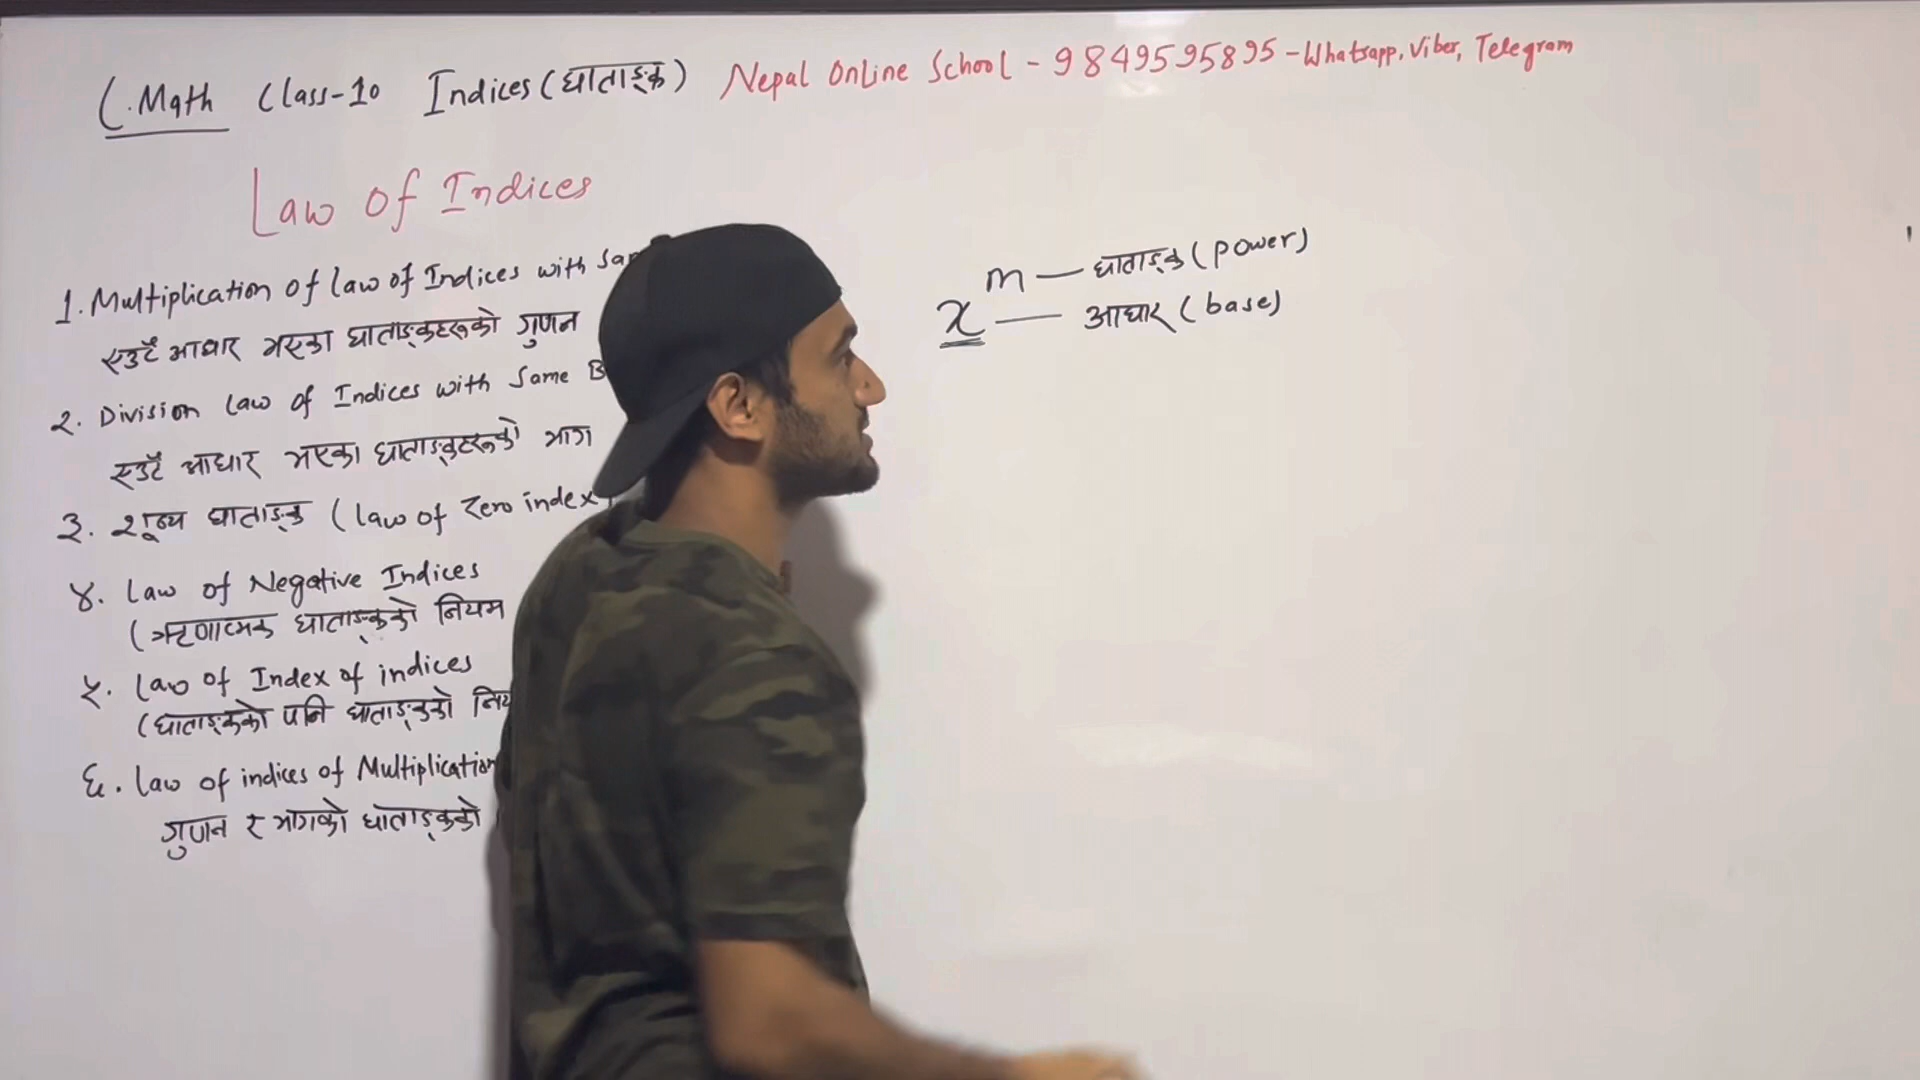 C.Math Class-10 Indices (घाताङ्क) Nepal Online School - 9849595895 - Whatsapp, Viber, Telegram
Law of Indices
1. Multiplication of law of Indices with
एउटै आधार भएका घाताङ्कहरूको गुणन
२. Division law of Indices with Same
एउटै आधार भएका घाताङ्कहरूको भाग
३. शून्य घाताङ्क (law of Zero index
४. law of Negative Indices
(ऋणात्मक घाताङ्कको नियम
५. law of Index of indices
(घाताङ्कको पनि घाताङ्कको
६. law of indices of Multiplication
गुणन र भागको घाताङ्कको
m — घाताङ्क (power)
x — आधार (base)